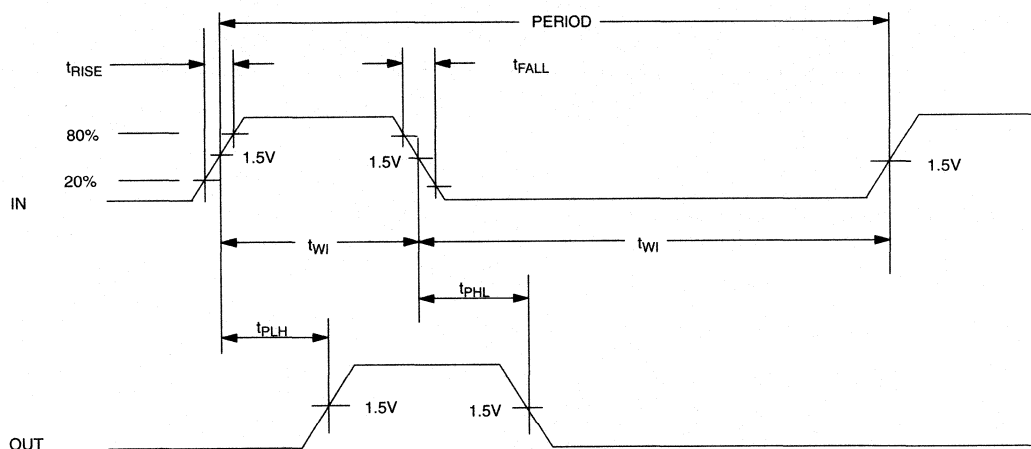 PERIOD
tRISE
tFALL
80%
1.5V
1.5V
1.5V
20%
IN
tWI
tWI
tPHL
tPLH
1.5V
1.5V
OUT